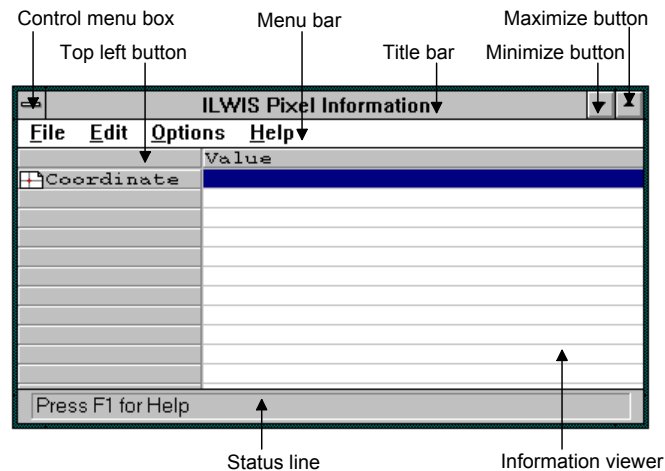 Control menu box Menu bar Maximize button
Top left button Title bar Minimize button
ILWIS Pixel Information
File Edit Options Help
Value
Coordinate
Press F1 for Help
Status line Information viewer